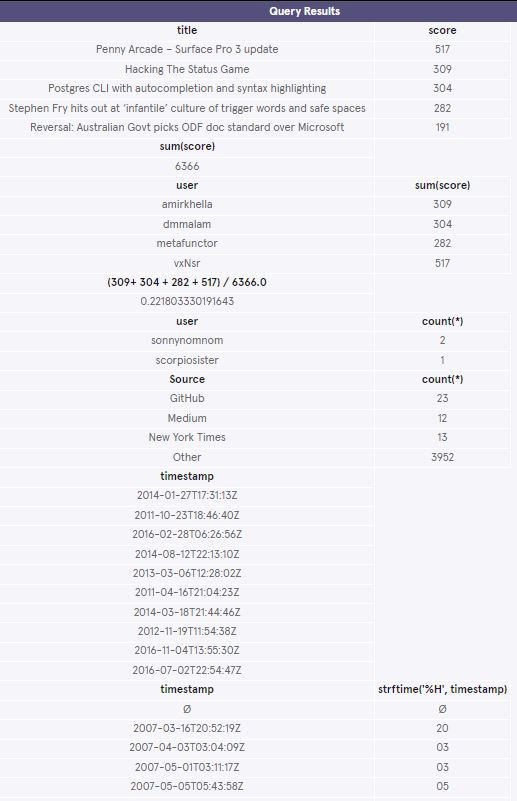 Query Results
title score
Penny Arcade – Surface Pro 3 update 517
Hacking The Status Game 309
Postgres CLI with autocompletion and syntax highlighting 304
Stephen Fry hits out at ‘infantile’ culture of trigger words and safe spaces 282
Reversal: Australian Govt picks ODF doc standard over Microsoft 191
sum(score)
6366
user sum(score)
amirkhella 309
dmmalam 304
metafunctor 282
vxNsr 517
(309+ 304 + 282 + 517) / 6366.0
0.221803330191643
user count(*)
sonnynomnom 2
scorpiosister 1
Source count(*)
GitHub 23
Medium 12
New York Times 13
Other 3952
timestamp
2014-01-27T17:31:13Z
2011-10-23T18:46:40Z
2016-02-28T06:26:56Z
2014-08-12T22:13:10Z
2013-03-06T12:28:02Z
2011-04-16T21:04:23Z
2014-03-18T21:44:46Z
2012-11-19T11:54:38Z
2016-11-04T13:55:30Z
2016-07-02T22:54:47Z
timestamp strftime('%H', timestamp)
Ø Ø
2007-03-16T20:52:19Z 20
2007-04-03T03:04:09Z 03
2007-05-01T03:11:17Z 03
2007-05-05T05:43:58Z 05